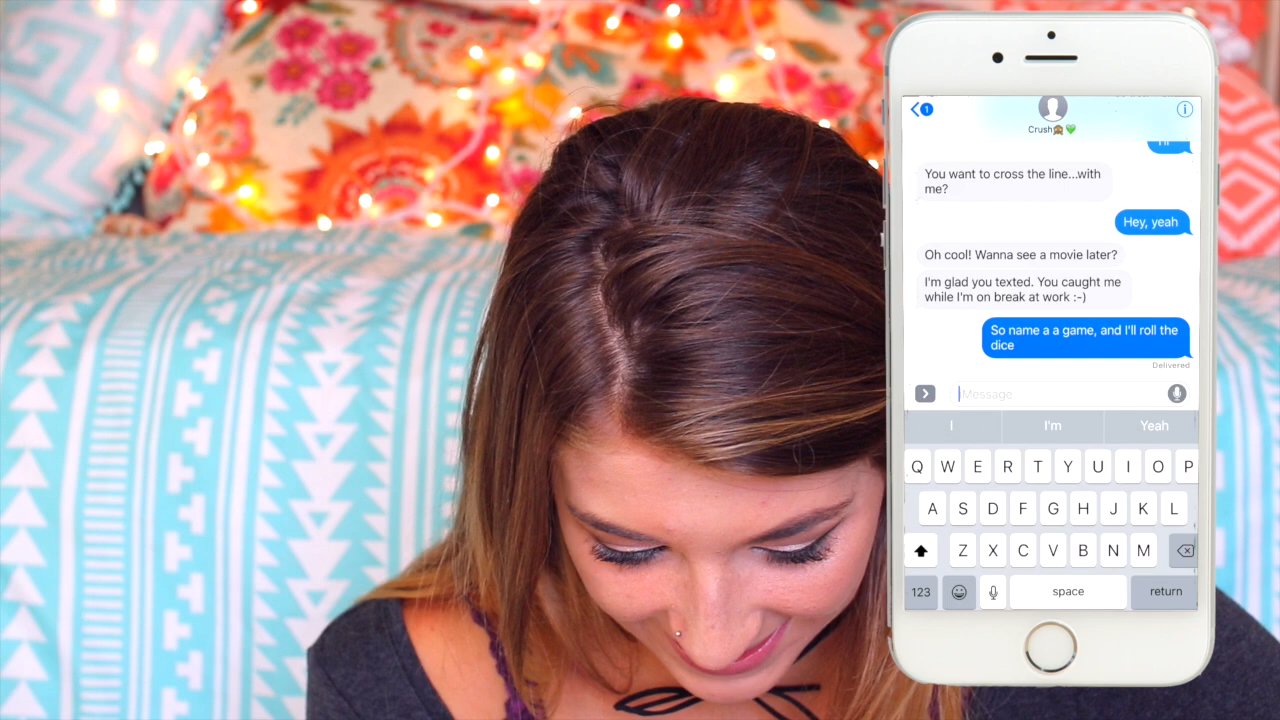 1
Crush
You want to cross the line...with
me?
Hey, yeah
Oh cool! Wanna see a movie later?
I'm glad you texted. You caught me
while I'm on break at work :-)
So name a a game, and I'll roll the
dice
Delivered
iMessage
I I'm Yeah
Q W E R T Y U I O P
A S D F G H J K L
Z X C V B N M
123 space return